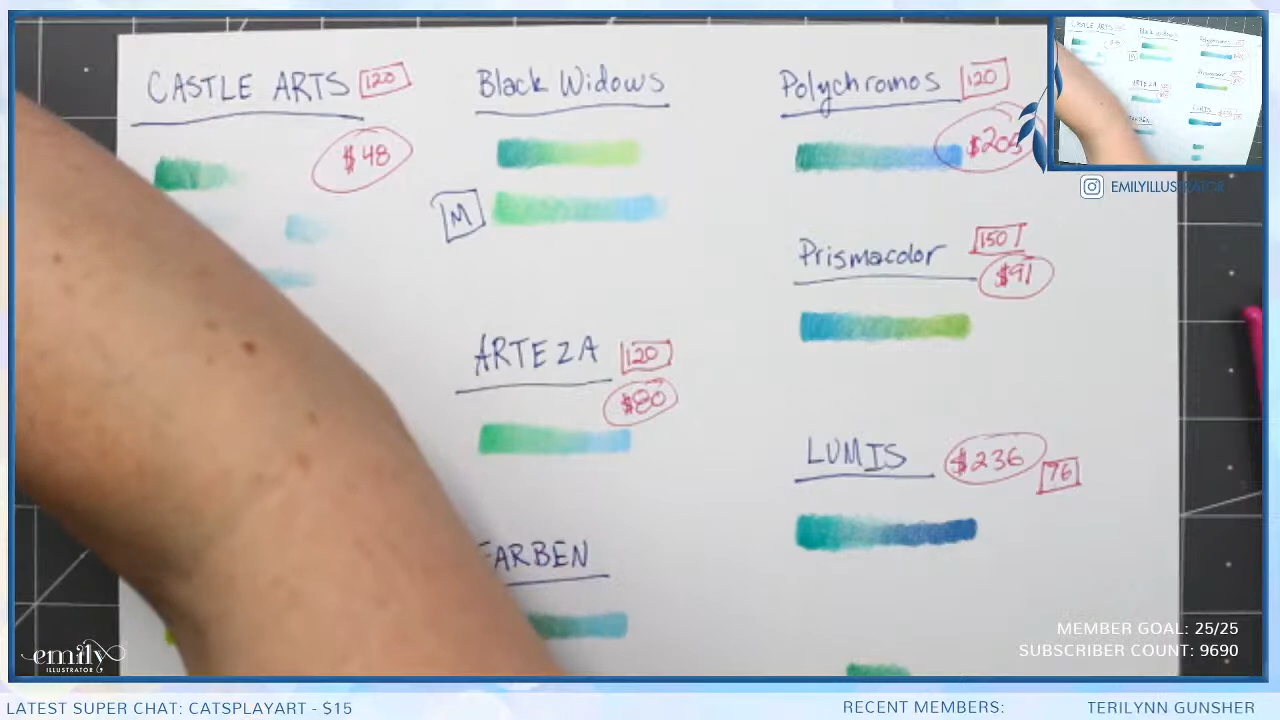 CASTLE ARTS 120
$48
Black Widows
M
ARTEZA 120
$80
FARBEN
Polychromos 120
Prismacolor 150
$91
LUMIS $236
76
EMILYILLUSTRATOR
emily
ILLUSTRATOR
MEMBER GOAL: 25/25
SUBSCRIBER COUNT: 9690
LATEST SUPER CHAT: CATSPLAYART - $15
RECENT MEMBERS: TERILYNN GUNSHER